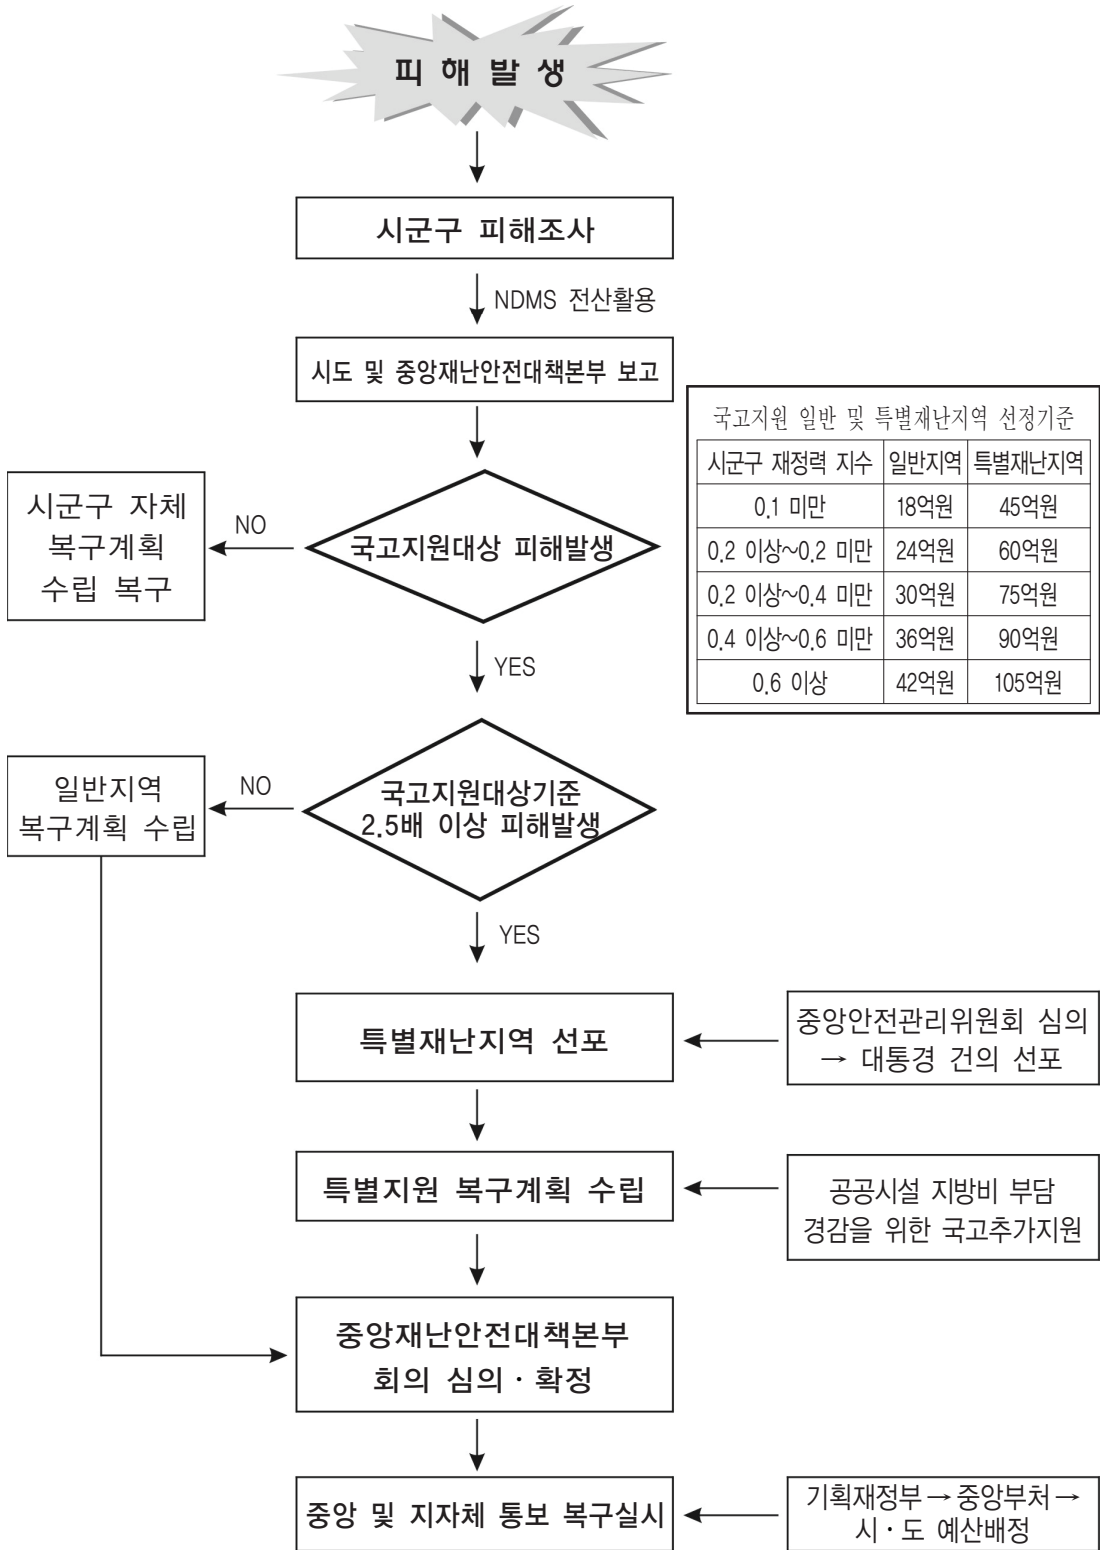 피 해 발 생
시군구 피해조사
NDMS 전산활용
시도 및 중앙재난안전대책본부 보고
국고지원 일반 및 특별재난지역 선정기준
시군구 재정력 지수 일반지역 특별재난지역
0.1 미만 18억원 45억원
0.2 이상~0.2 미만 24억원 60억원
0.2 이상~0.4 미만 30억원 75억원
0.4 이상~0.6 미만 36억원 90억원
0.6 이상 42억원 105억원
국고지원대상 피해발생
NO
시군구 자체
복구계획
수립 복구
YES
국고지원대상기준
2.5배 이상 피해발생
NO
일반지역
복구계획 수립
YES
특별재난지역 선포
중앙안전관리위원회 심의
→ 대통경 건의 선포
특별지원 복구계획 수립
공공시설 지방비 부담
경감을 위한 국고추가지원
중앙재난안전대책본부
회의 심의·확정
중앙 및 지자체 통보 복구실시
기획재정부→중앙부처→
시·도 예산배정